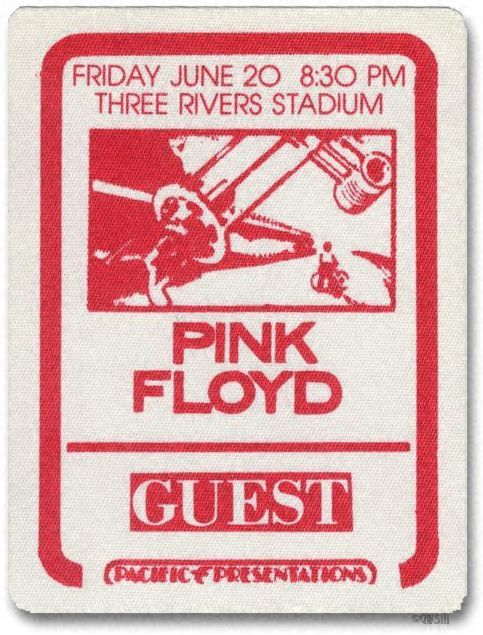 FRIDAY JUNE 20 8:30 PM
THREE RIVERS STADIUM
PINK
FLOYD
GUEST
PACIFIC PRESENTATIONS